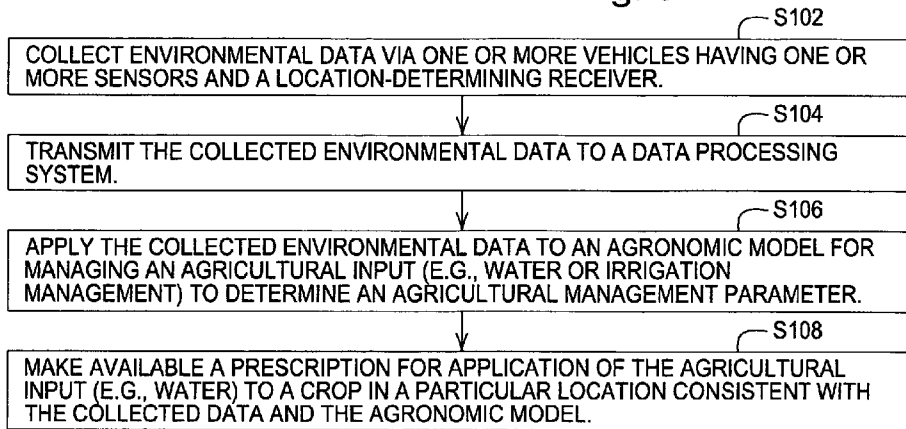 S102
COLLECT ENVIRONMENTAL DATA VIA ONE OR MORE VEHICLES HAVING ONE OR
MORE SENSORS AND A LOCATION-DETERMINING RECEIVER.
S104
TRANSMIT THE COLLECTED ENVIRONMENTAL DATA TO A DATA PROCESSING
SYSTEM.
S106
APPLY THE COLLECTED ENVIRONMENTAL DATA TO AN AGRONOMIC MODEL FOR
MANAGING AN AGRICULTURAL INPUT (E.G., WATER OR IRRIGATION
MANAGEMENT) TO DETERMINE AN AGRICULTURAL MANAGEMENT PARAMETER.
S108
MAKE AVAILABLE A PRESCRIPTION FOR APPLICATION OF THE AGRICULTURAL
INPUT (E.G., WATER) TO A CROP IN A PARTICULAR LOCATION CONSISTENT WITH
THE COLLECTED DATA AND THE AGRONOMIC MODEL.